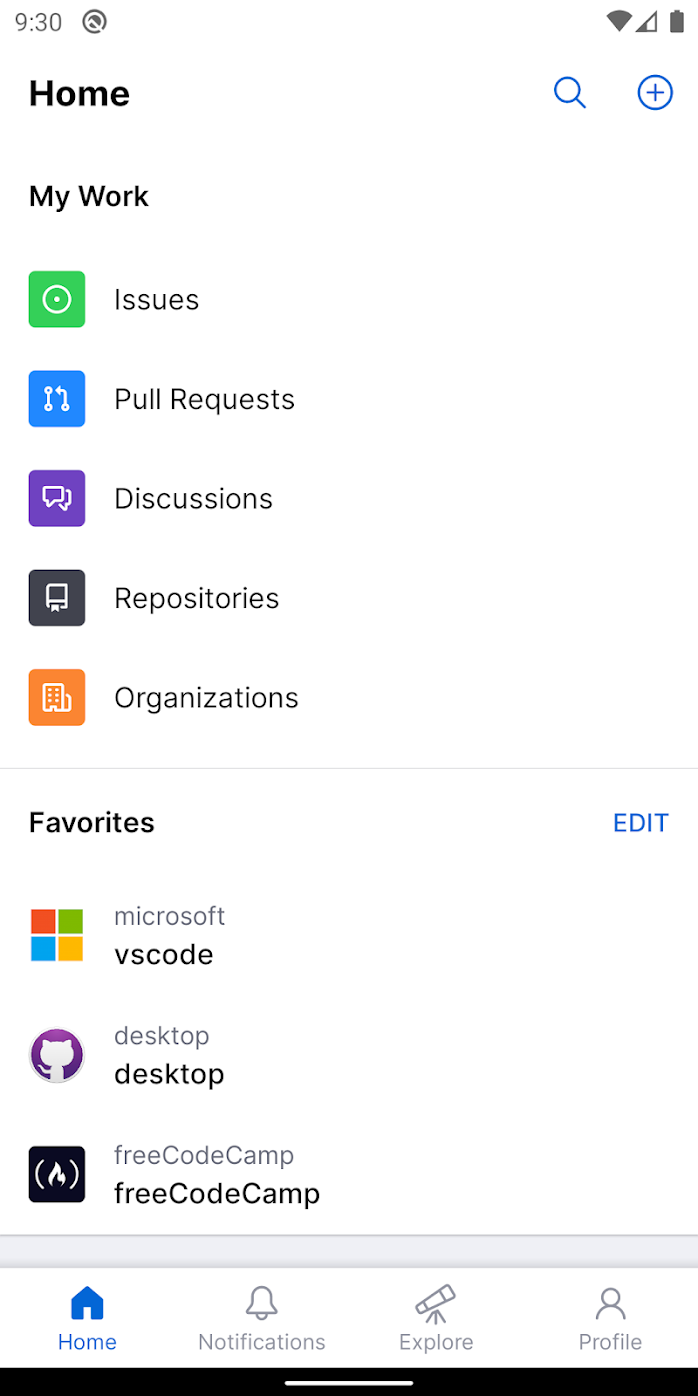 9:30
Home
My Work
Issues
Pull Requests
Discussions
Repositories
Organizations
Favorites EDIT
microsoft
vscode
desktop
desktop
freeCodeCamp
freeCodeCamp
Home Notifications Explore Profile